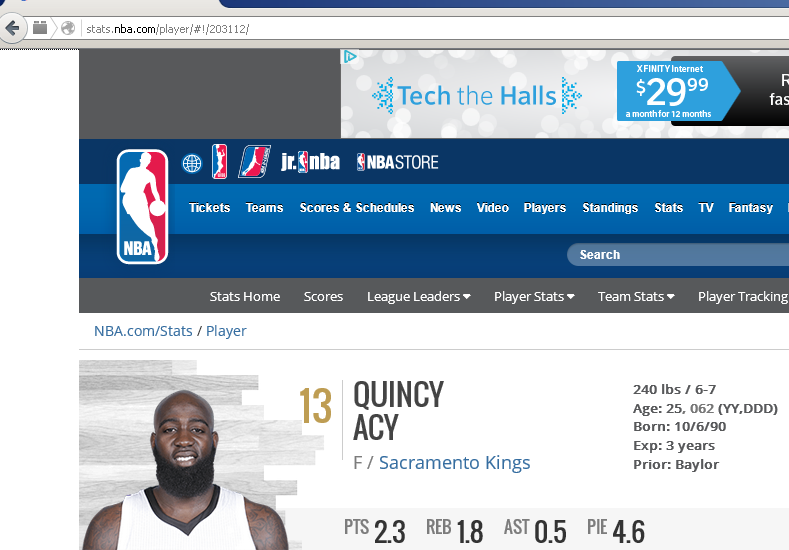 stats.nba.com/player/#!/203112/
Tech the Halls
XFINITY Internet
$29.99
a month for 12 months
jr. nba
NBASTORE
NBA
Tickets Teams Scores & Schedules News Video Players Standings Stats TV Fantasy
Search
Stats Home Scores League Leaders Player Stats Team Stats Player Tracking
NBA.com/Stats / Player
13
QUINCY
ACY
F / Sacramento Kings
240 lbs / 6-7
Age: 25, 062 (YY,DDD)
Born: 10/6/90
Exp: 3 years
Prior: Baylor
PTS 2.3 REB 1.8 AST 0.5 PIE 4.6